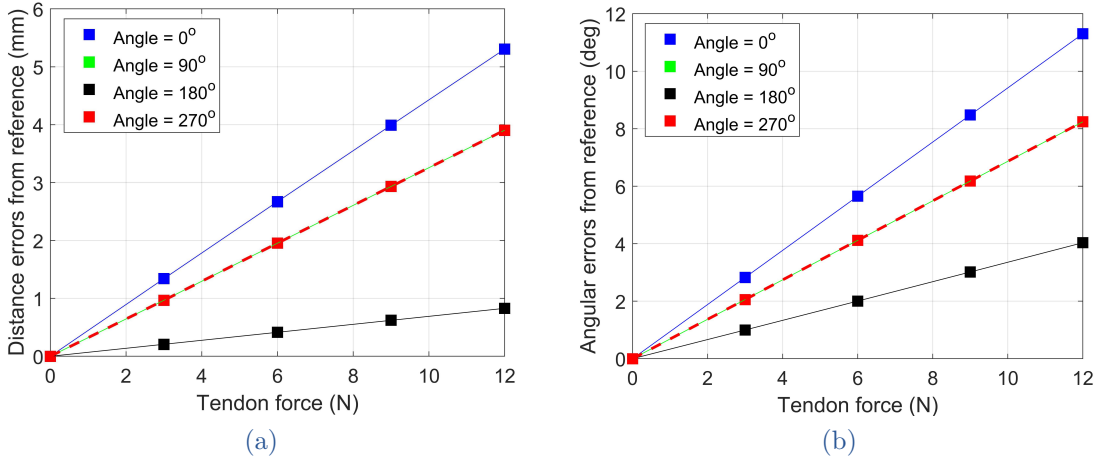 6
5
4
3
2
1
0
Distance errors from reference (mm)
Angle = 0°
Angle = 90°
Angle = 180°
Angle = 270°
0 2 4 6 8 10 12
Tendon force (N)
(a)
12
10
8
6
4
2
0
Angular errors from reference (deg)
Angle = 0°
Angle = 90°
Angle = 180°
Angle = 270°
0 2 4 6 8 10 12
Tendon force (N)
(b)